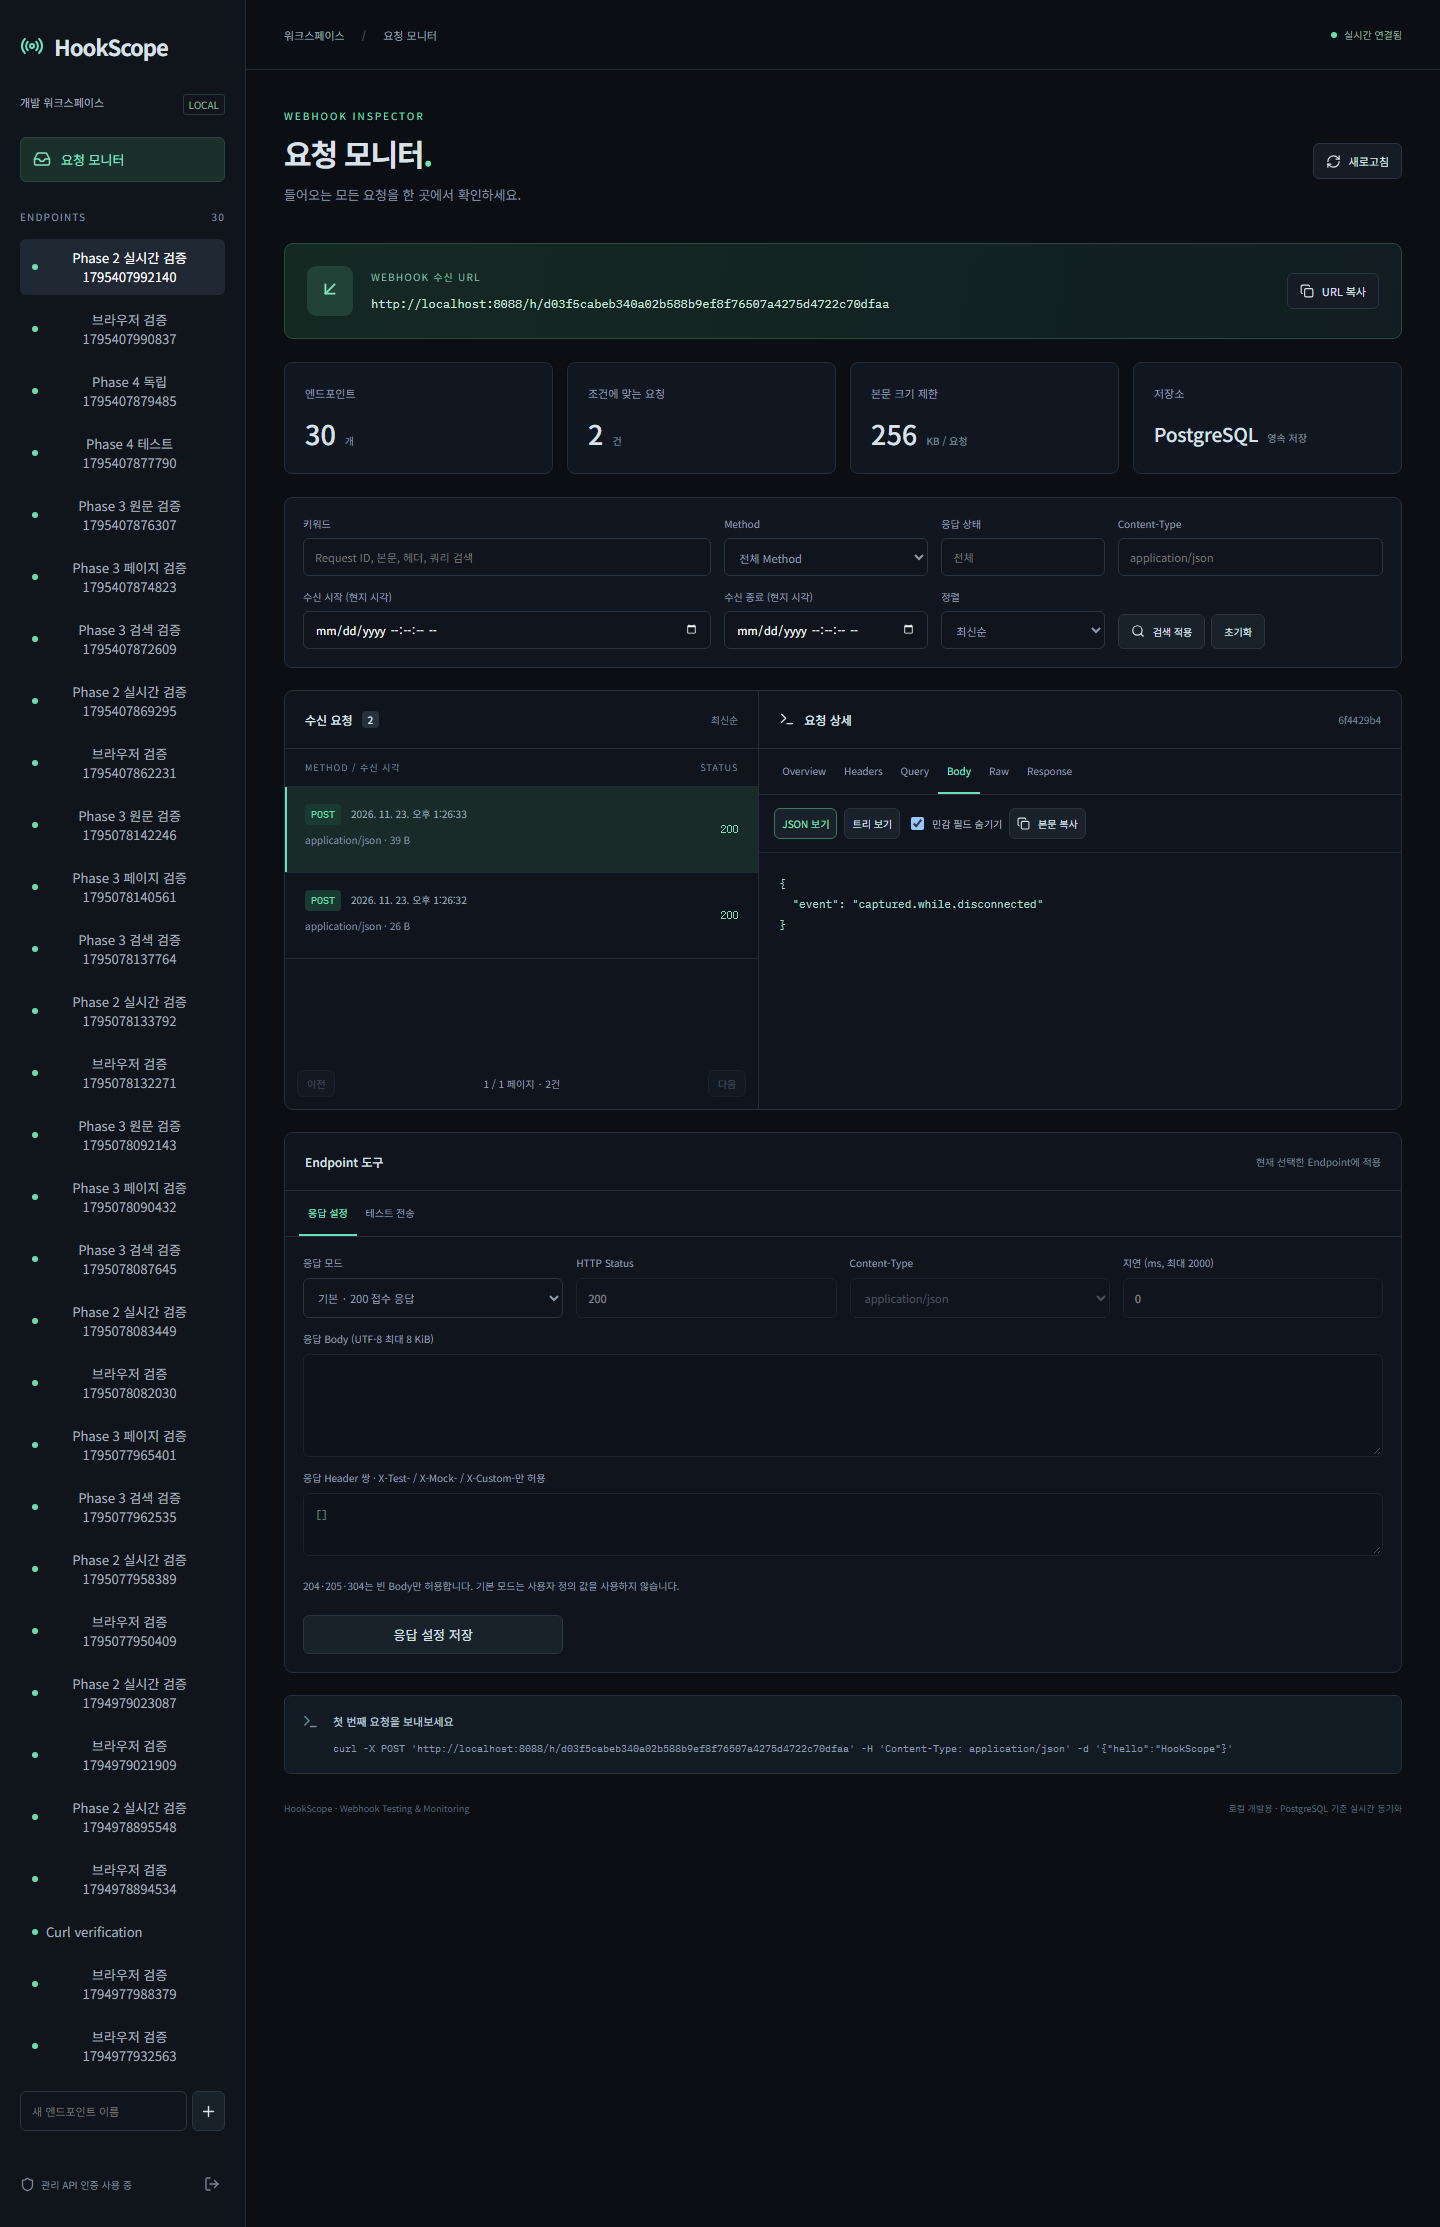 HookScope
개발 워크스페이스
LOCAL
요청 모니터
ENDPOINTS 30
Phase 2 실시간 검증
1795407992140
브라우저 검증
1795407990837
Phase 4 독립
1795407879485
Phase 4 테스트
1795407877790
Phase 3 원문 검증
1795407876307
Phase 3 페이지 검증
1795407874823
Phase 3 검색 검증
1795407872609
Phase 2 실시간 검증
1795407869295
브라우저 검증
1795407862231
Phase 3 원문 검증
1795078142246
Phase 3 페이지 검증
1795078140561
Phase 3 검색 검증
1795078137764
Phase 2 실시간 검증
1795078133792
브라우저 검증
1795078132271
Phase 3 원문 검증
1795078092143
Phase 3 페이지 검증
1795078090432
Phase 3 검색 검증
1795078087645
Phase 2 실시간 검증
1795078083449
브라우저 검증
1795078082030
Phase 3 페이지 검증
1795077965401
Phase 3 검색 검증
1795077962535
Phase 2 실시간 검증
1795077958389
브라우저 검증
1795077950409
Phase 2 실시간 검증
1794979023087
브라우저 검증
1794979021909
Phase 2 실시간 검증
1794978895548
브라우저 검증
1794978894534
Curl verification
브라우저 검증
1794977988379
브라우저 검증
1794977932563
새 엔드포인트 이름
관리 API 인증 사용 중
워크스페이스 / 요청 모니터
실시간 연결됨
WEBHOOK INSPECTOR
요청 모니터.
들어오는 모든 요청을 한 곳에서 확인하세요.
새로고침
WEBHOOK 수신 URL
http://localhost:8088/h/d03f5cabeb340a02b588b9ef8f76507a4275d4722c70dfaa
URL 복사
엔드포인트
30 개
조건에 맞는 요청
2 건
본문 크기 제한
256 KB / 요청
저장소
PostgreSQL 영속 저장
키워드
Request ID, 본문, 헤더, 쿼리 검색
Method
전체 Method
응답 상태
전체
Content-Type
application/json
수신 시작 (현지 시각)
mm/dd/yyyy --:--:-- --
수신 종료 (현지 시각)
mm/dd/yyyy --:--:-- --
정렬
최신순
검색 적용
초기화
수신 요청 2
최신순
METHOD / 수신 시각
STATUS
POST 2026. 11. 23. 오후 1:26:33
application/json · 39 B
200
POST 2026. 11. 23. 오후 1:26:32
application/json · 26 B
200
이전
1 / 1 페이지 · 2건
다음
요청 상세
6f4429b4
Overview Headers Query Body Raw Response
JSON 보기
트리 보기
민감 필드 숨기기
본문 복사
{
"event": "captured.while.disconnected"
}
Endpoint 도구
현재 선택한 Endpoint에 적용
응답 설정 테스트 전송
응답 모드
기본 · 200 접수 응답
HTTP Status
200
Content-Type
application/json
지연 (ms, 최대 2000)
0
응답 Body (UTF-8 최대 8 KiB)
응답 Header 쌍 · X-Test- / X-Mock- / X-Custom-만 허용
[]
204·205·304는 빈 Body만 허용합니다. 기본 모드는 사용자 정의 값을 사용하지 않습니다.
응답 설정 저장
첫 번째 요청을 보내보세요
curl -X POST 'http://localhost:8088/h/d03f5cabeb340a02b588b9ef8f76507a4275d4722c70dfaa' -H 'Content-Type: application/json' -d '{"hello":"HookScope"}'
HookScope · Webhook Testing & Monitoring
로컬 개발용 · PostgreSQL 기준 실시간 동기화